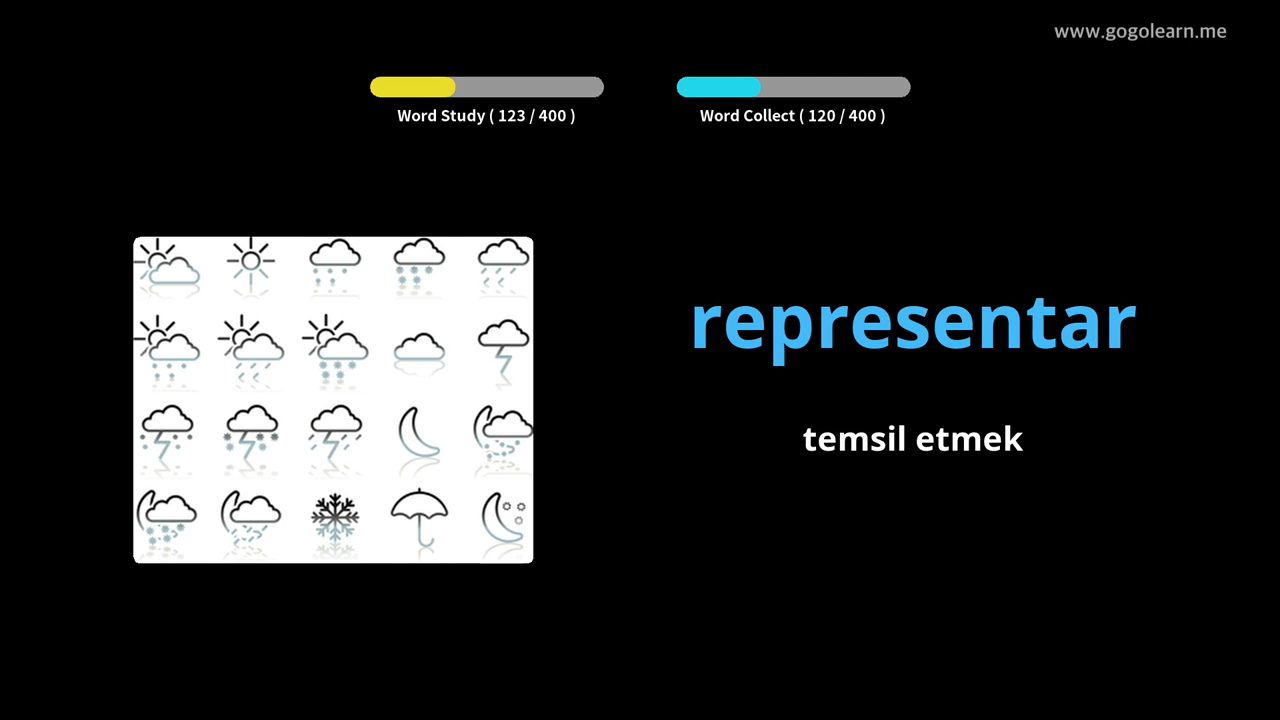 www.gogolearn.me
Word Study ( 123 / 400 )
Word Collect ( 120 / 400 )
representar
temsil etmek